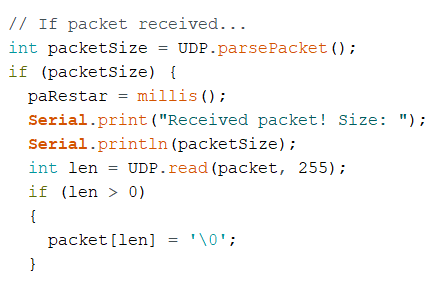 // If packet received...
int packetSize = UDP.parsePacket();
if (packetSize) {
  paRestar = millis();
  Serial.print("Received packet! Size: ");
  Serial.println(packetSize);
  int len = UDP.read(packet, 255);
  if (len > 0)
  {
    packet[len] = '\0';
  }